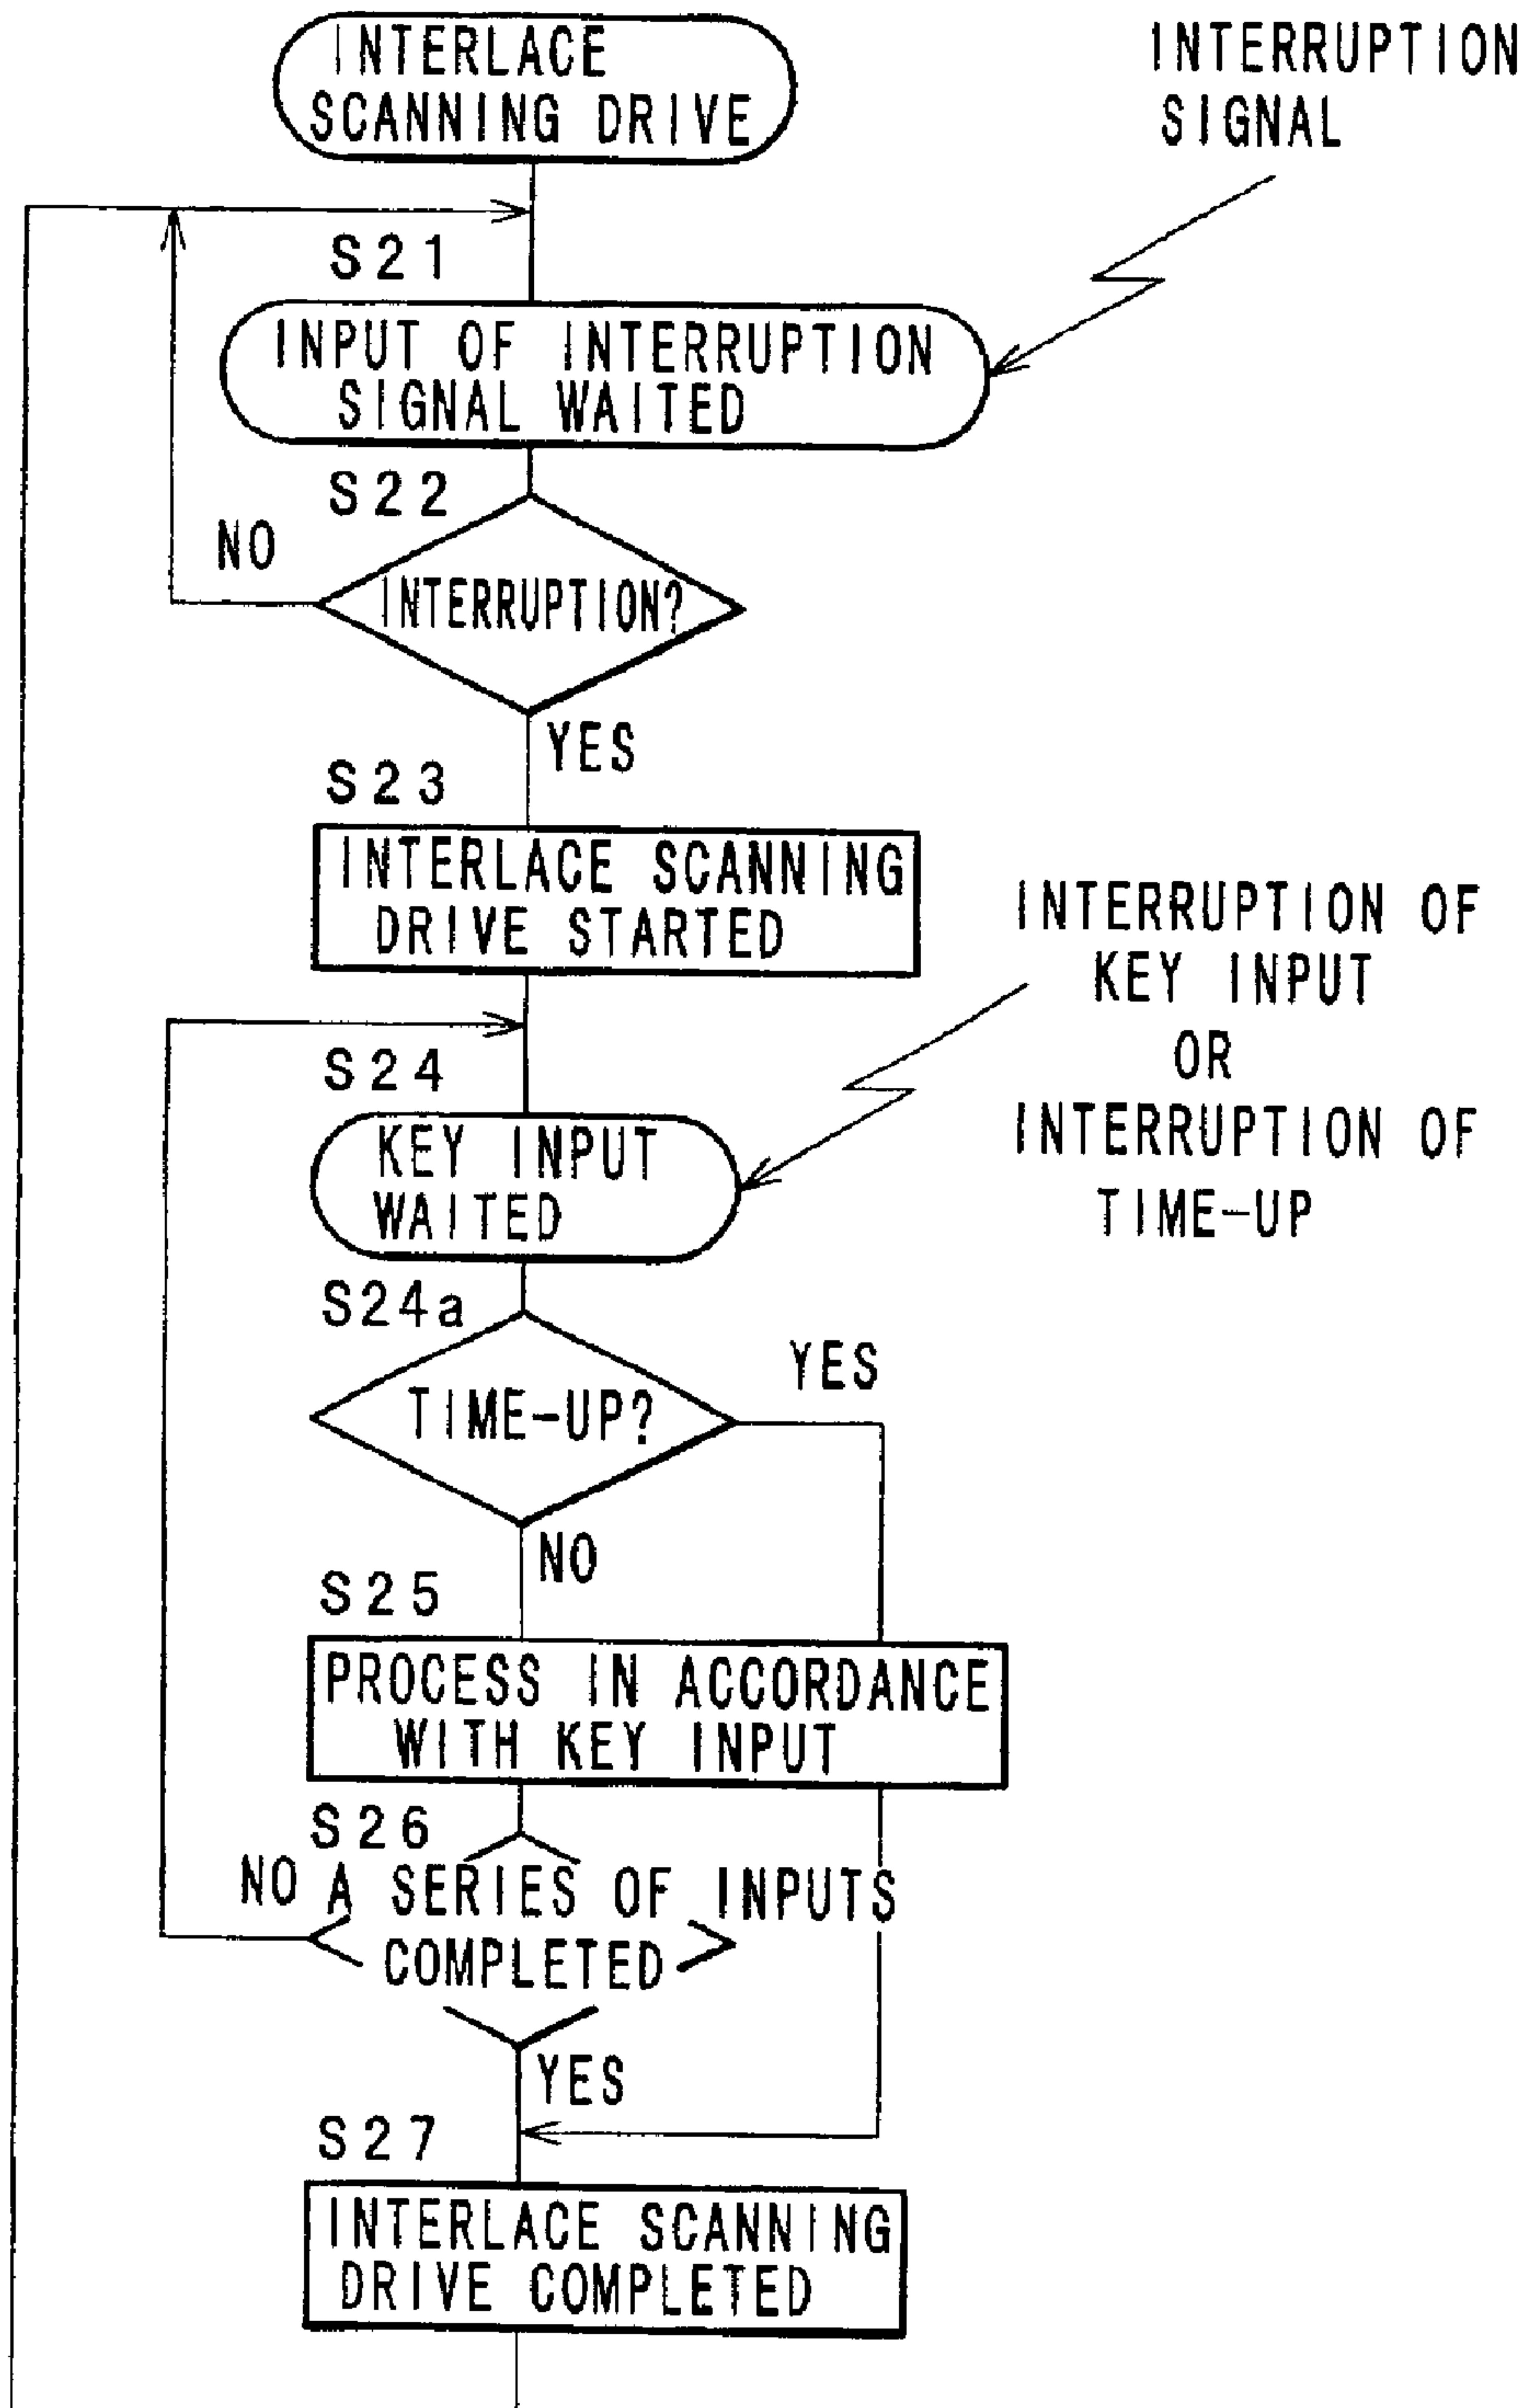 INTERLACE
SCANNING DRIVE
INTERRUPTION
SIGNAL
S21
INPUT OF INTERRUPTION
SIGNAL WAITED
S22
NO
INTERRUPTION?
YES
S23
INTERLACE SCANNING
DRIVE STARTED
INTERRUPTION OF
KEY INPUT
OR
INTERRUPTION OF
TIME-UP
S24
KEY INPUT
WAITED
S24a
YES
TIME-UP?
NO
S25
PROCESS IN ACCORDANCE
WITH KEY INPUT
S26
NO A SERIES OF INPUTS
COMPLETED
YES
S27
INTERLACE SCANNING
DRIVE COMPLETED